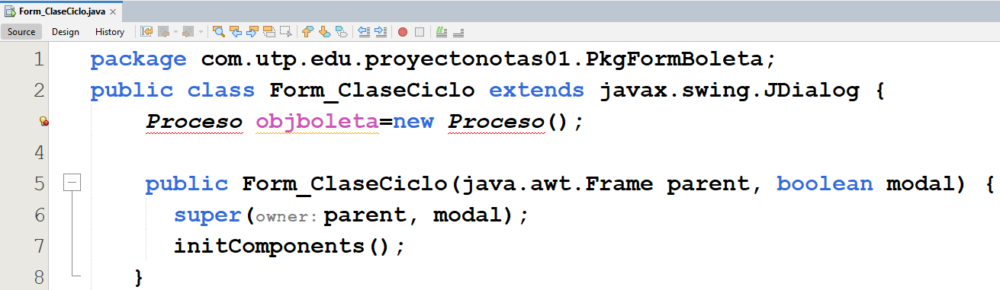 Form_ClaseCiclo.java ×
Source Design History
1 package com.utp.edu.proyectonotas01.PkgFormBoleta;
2 public class Form_ClaseCiclo extends javax.swing.JDialog {
Proceso objboleta=new Proceso();
4
5 public Form_ClaseCiclo(java.awt.Frame parent, boolean modal) {
6 super(owner: parent, modal);
7 initComponents();
8 }